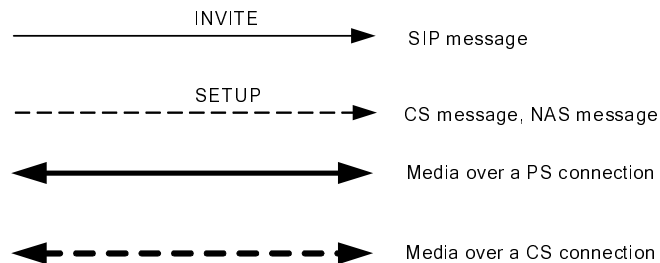 INVITE
SIP message
SETUP
CS message, NAS message
Media over a PS connection
Media over a CS connection